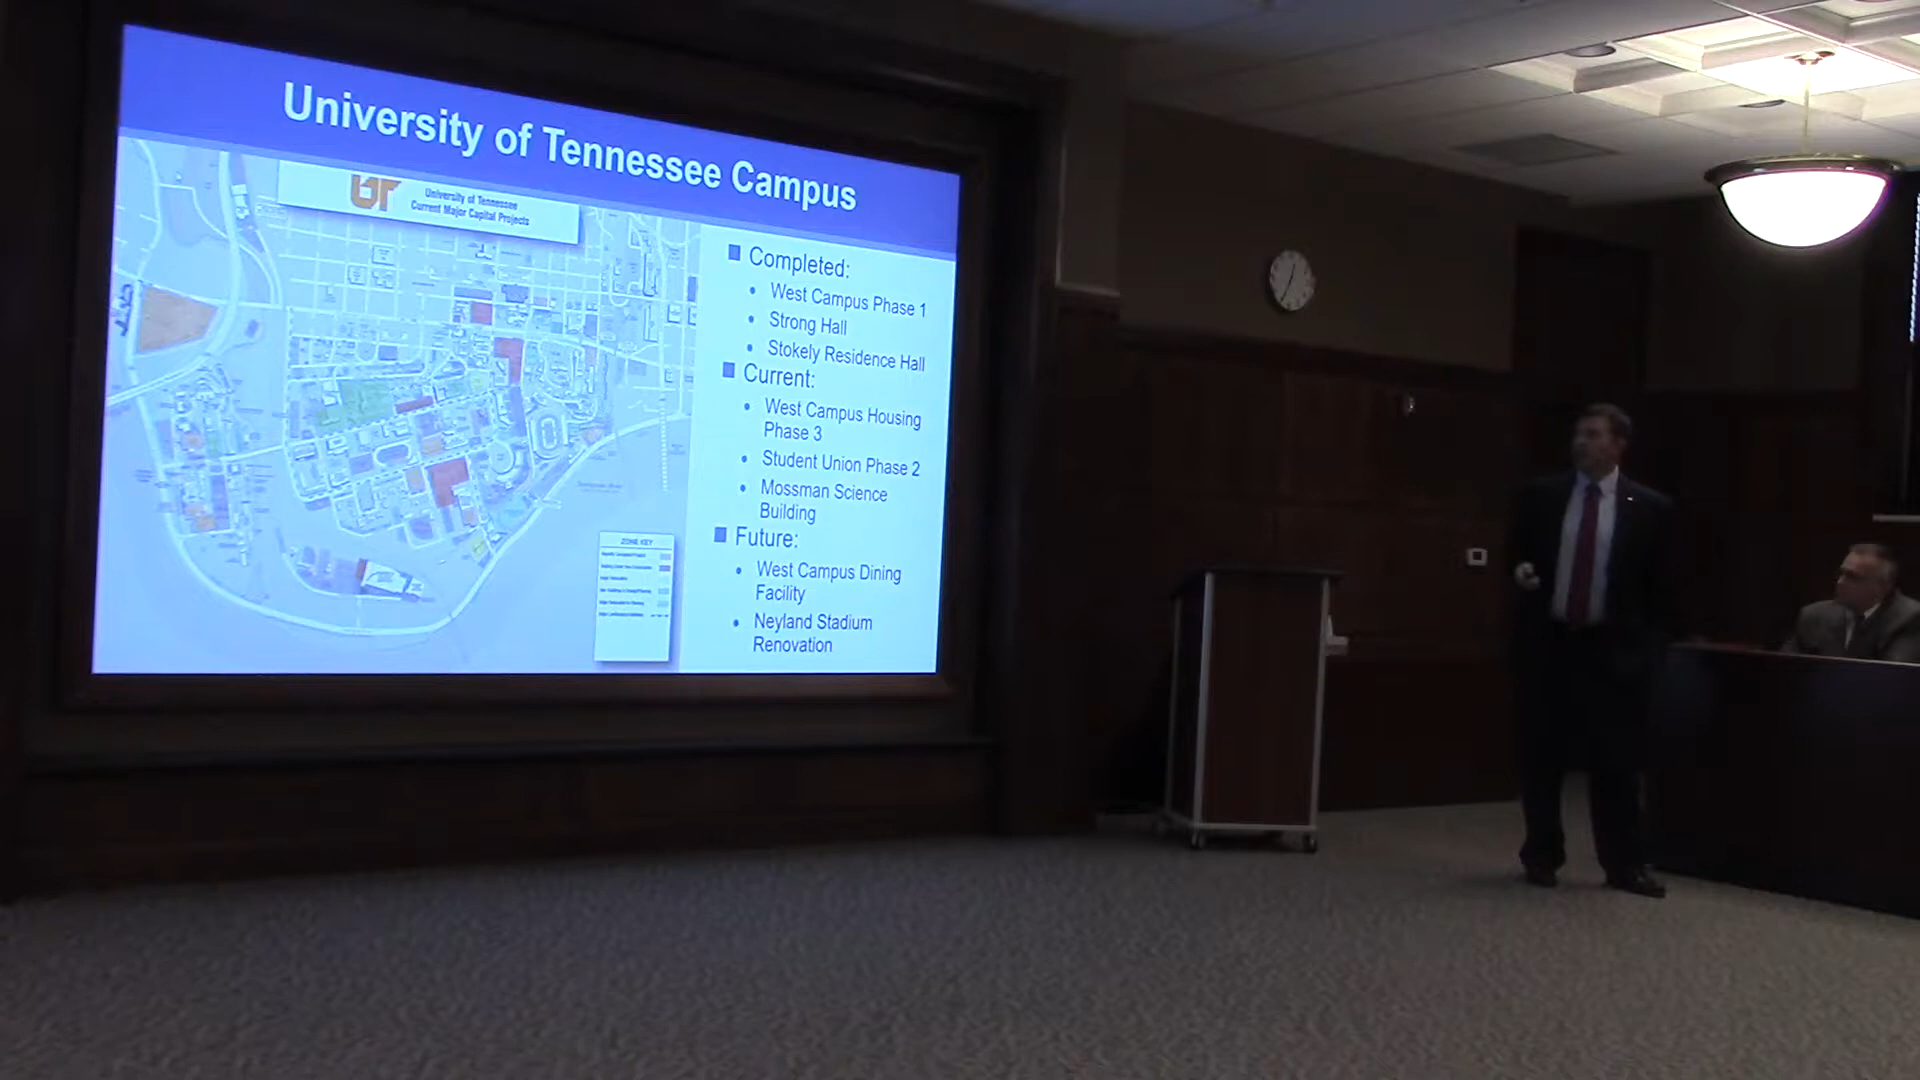 University of Tennessee Campus
UT
University of Tennessee
Current Major Capital Projects
Completed:
West Campus Phase 1
Strong Hall
Stokely Residence Hall
Current:
West Campus Housing
Phase 3
Student Union Phase 2
Mossman Science
Building
Future:
West Campus Dining
Facility
Neyland Stadium
Renovation
ZONE KEY